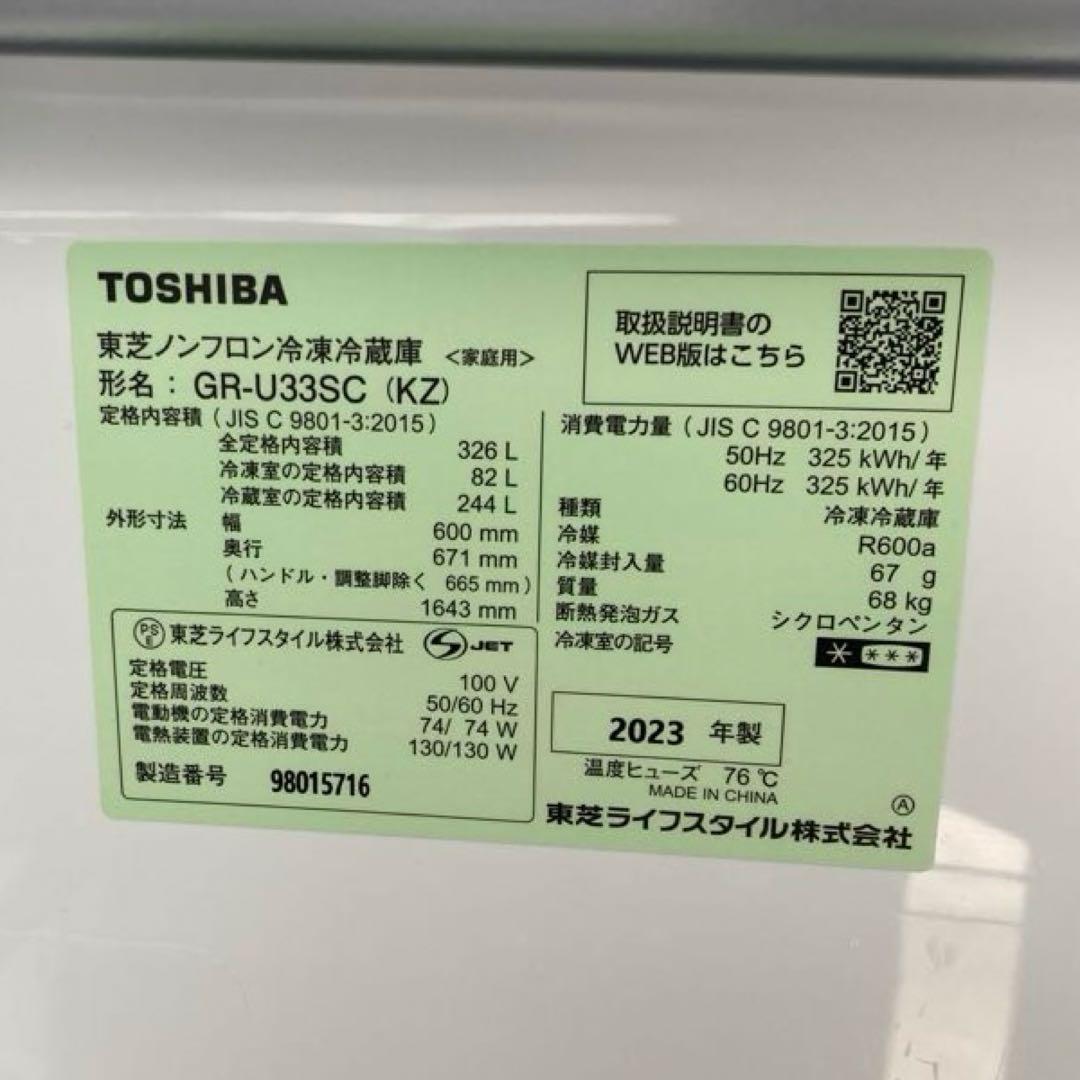 TOSHIBA
東芝ノンフロン冷凍冷蔵庫 <家庭用>
形名： GR-U33SC (KZ)
取扱説明書の
WEB版はこちら
定格内容積 ( JIS C 9801-3:2015 )
全定格内容積 326 L
冷凍室の定格内容積 82 L
冷蔵室の定格内容積 244 L
外形寸法 幅 600 mm
奥行 671 mm
(ハンドル・調整脚除く 665 mm)
高さ 1643 mm
PS
E 東芝ライフスタイル株式会社 S JET
定格電圧 100 V
定格周波数 50/60 Hz
電動機の定格消費電力 74/ 74 W
電熱装置の定格消費電力 130/130 W
製造番号 98015716
消費電力量 ( JIS C 9801-3:2015 )
50Hz 325 kWh/年
60Hz 325 kWh/年
種類 冷凍冷蔵庫
冷媒 R600a
冷媒封入量 67 g
質量 68 kg
断熱発泡ガス シクロペンタン
冷凍室の記号 * ***
2023 年製
温度ヒューズ 76 ℃
MADE IN CHINA
Ⓐ
東芝ライフスタイル株式会社